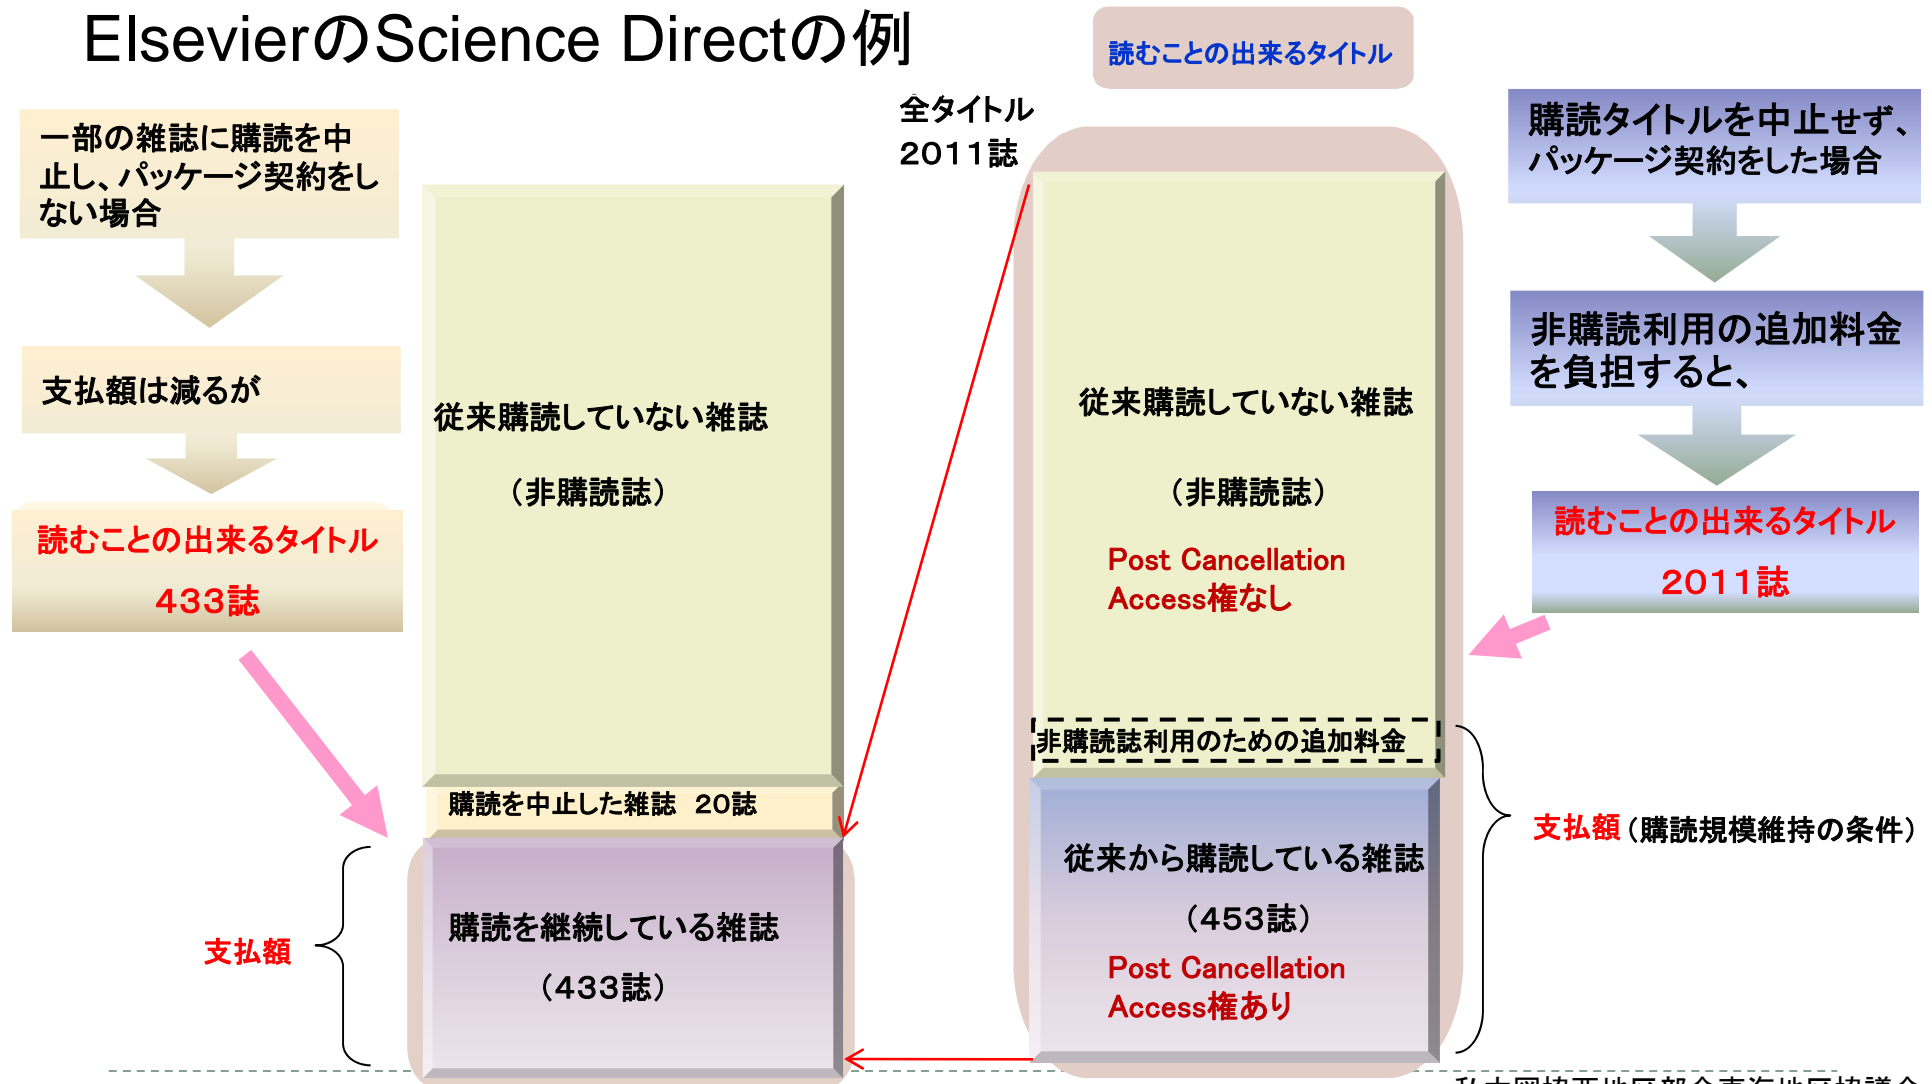 ElsevierのScience Directの例
読むことの出来るタイトル
全タイトル
2011誌
一部の雑誌に購読を中
止し、パッケージ契約をし
ない場合
支払額は減るが
読むことの出来るタイトル
433誌
従来購読していない雑誌
（非購読誌）
購読を中止した雑誌 20誌
購読を継続している雑誌
（433誌）
支払額
従来購読していない雑誌
（非購読誌）
Post Cancellation
Access権なし
非購読誌利用のための追加料金
従来から購読している雑誌
（453誌）
Post Cancellation
Access権あり
購読タイトルを中止せず、
パッケージ契約をした場合
非購読利用の追加料金
を負担すると、
読むことの出来るタイトル
2011誌
支払額（購読規模維持の条件）